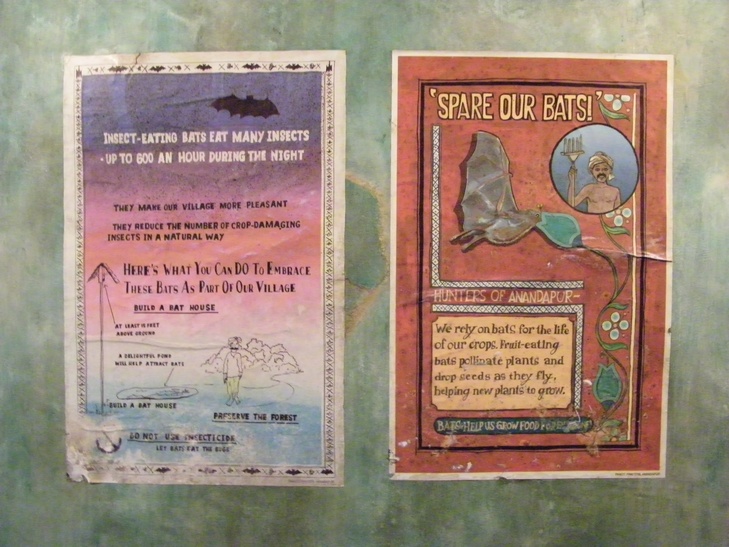 INSECT-EATING BATS EAT MANY INSECTS
- UP TO 600 AN HOUR DURING THE NIGHT
THEY MAKE OUR VILLAGE MORE PLEASANT
THEY REDUCE THE NUMBER OF CROP-DAMAGING
INSECTS IN A NATURAL WAY
HERE'S WHAT YOU CAN DO TO EMBRACE
THESE BATS AS PART OF OUR VILLAGE
BUILD A BAT HOUSE
AT LEAST 15 FEET
ABOVE GROUND
A DELIGHTFUL POND
WILL HELP ATTRACT BATS
BUILD A BAT HOUSE
PRESERVE THE FOREST
DO NOT USE INSECTICIDE
LET BATS EAT THE BUGS
'SPARE OUR BATS!'
HUNTERS OF ANANDAPUR-
We rely on bats for the life
of our crops. Fruit-eating
bats pollinate plants and
drop seeds as they fly,
helping new plants to grow.
BATS HELP US GROW FOOD FOR